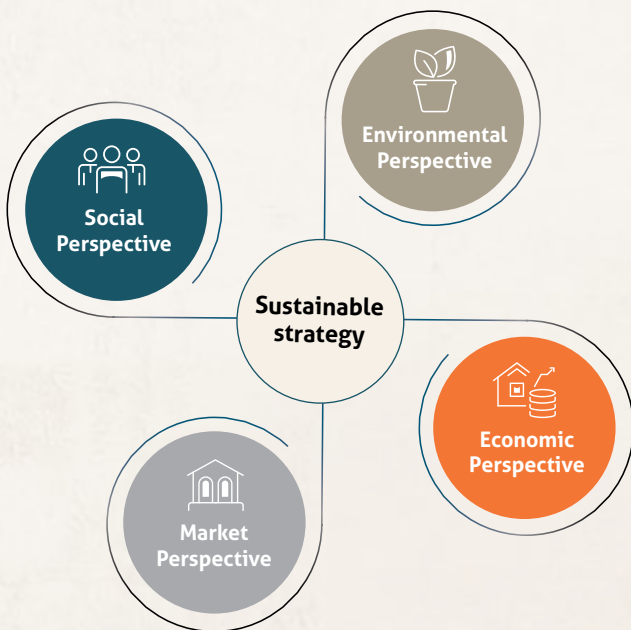 Environmental
Perspective
Social
Perspective
Sustainable
strategy
Economic
Perspective
Market
Perspective